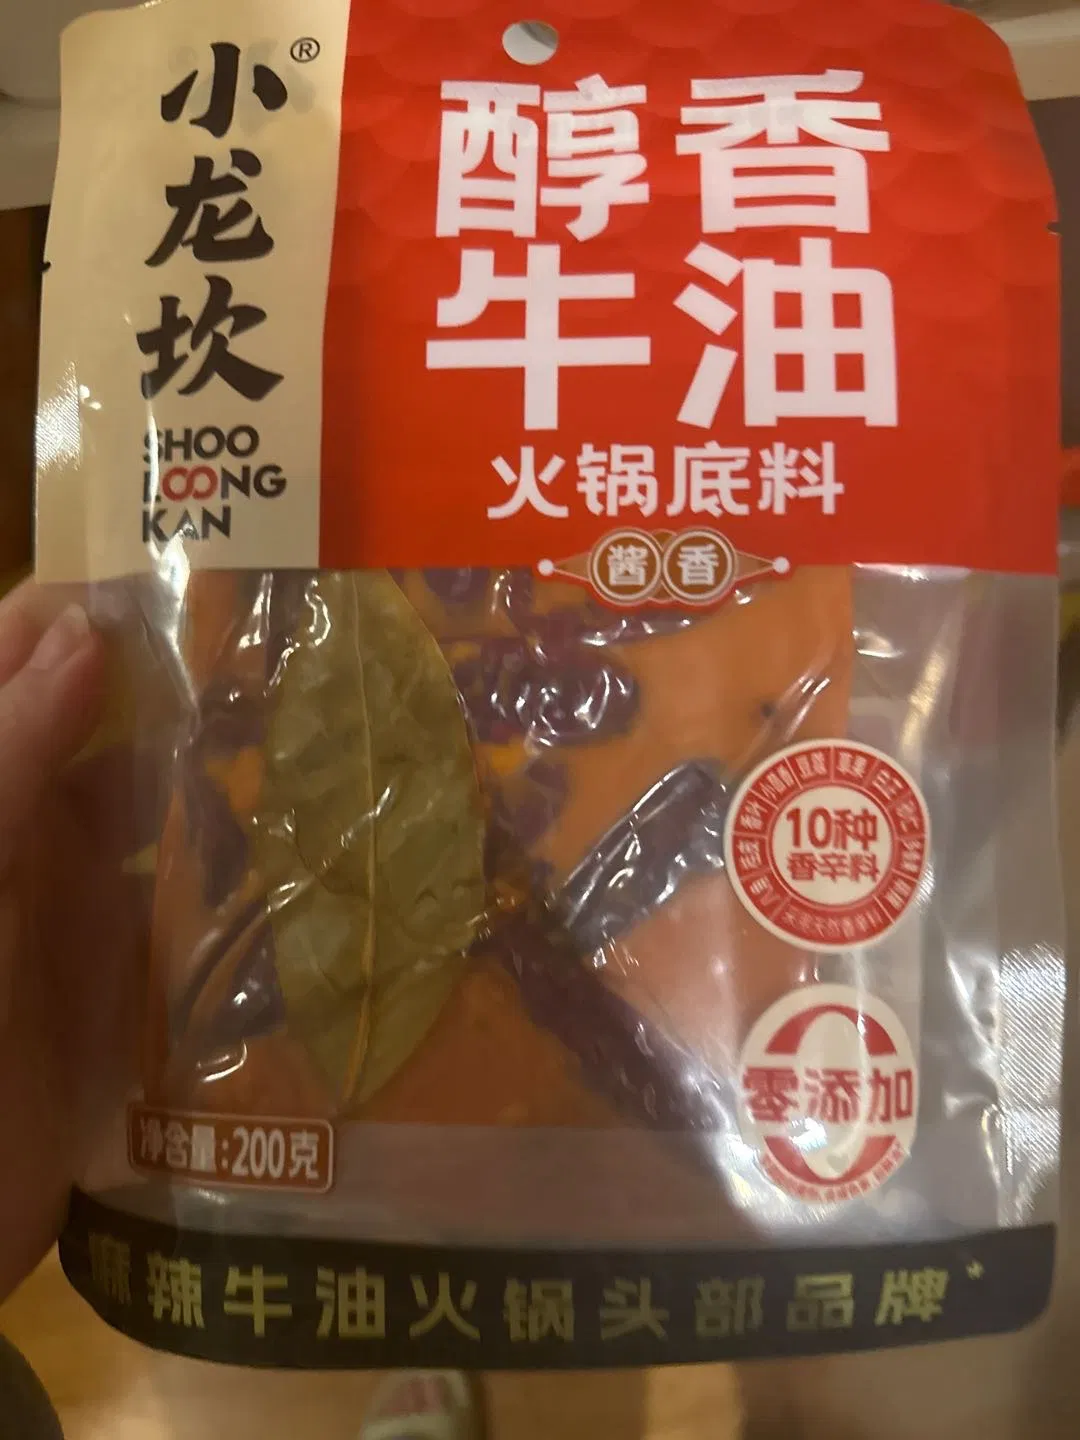 小龙坎®
SHOO
LOONG
KAN
醇香
牛油
火锅底料
酱香
10种
香辛料
零添加
净含量:200克
麻辣牛油火锅头部品牌